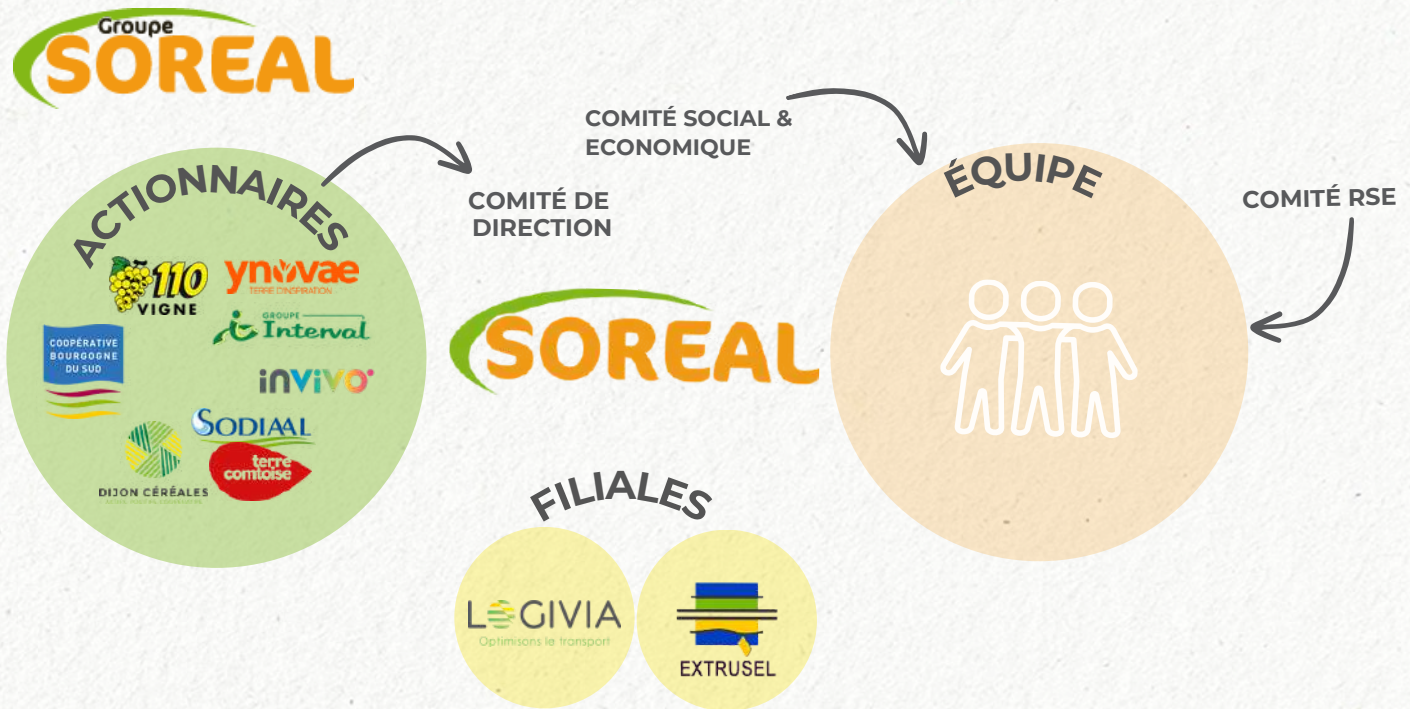 Groupe
SOREAL
COMITÉ SOCIAL &
ECONOMIQUE
ACTIONNAIRES
COMITÉ DE
DIRECTION
ÉQUIPE
COMITÉ RSE
110
VIGNE
ynovae
TERRE D'INSPIRATION
GROUPE
Interval
COOPÉRATIVE
BOURGOGNE
DU SUD
invivo
SODIAAL
terre
comtoise
DIJON CÉRÉALES
SOREAL
FILIALES
LOGIVIA
Optimisons le transport
EXTRUSEL